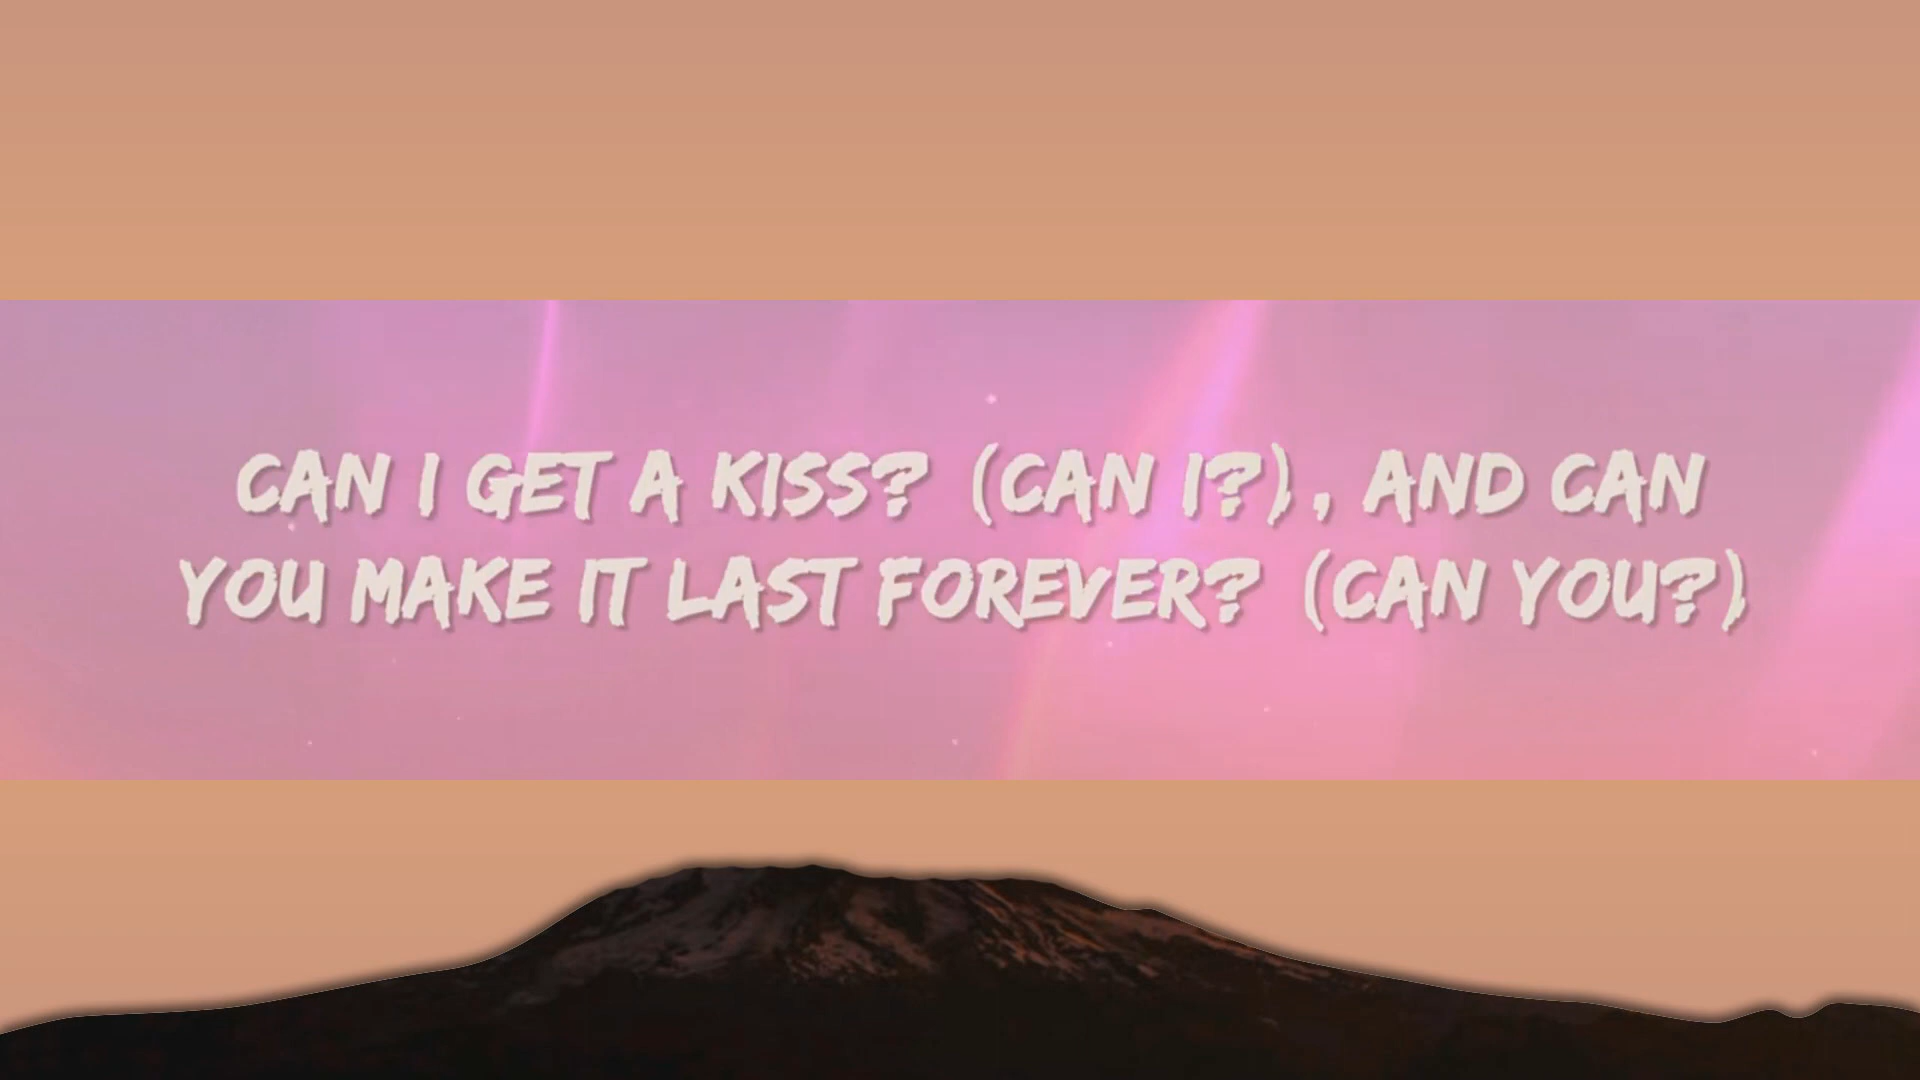 CAN I GET A KISS? (CAN I?), AND CAN
YOU MAKE IT LAST FOREVER? (CAN YOU?)